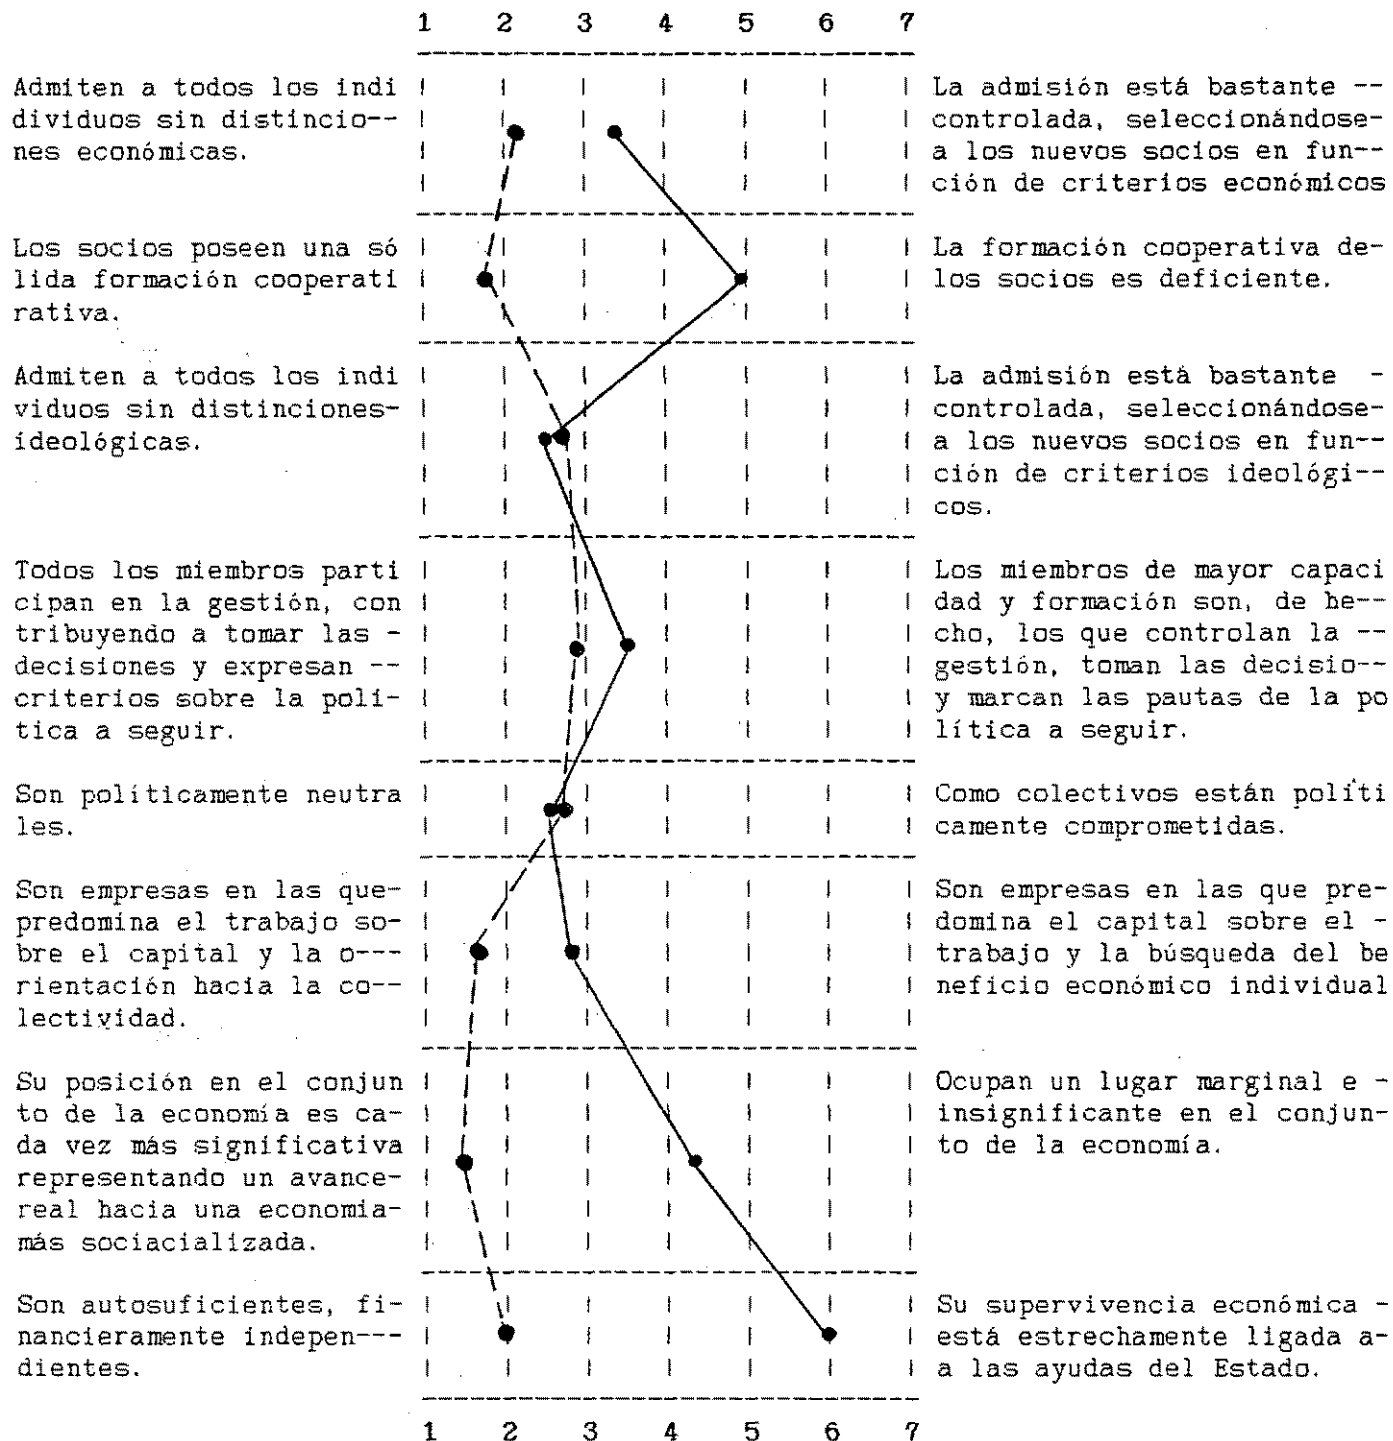 1 2 3 4 5 6 7
Admiten a todos los indi
dividuos sin distincio--
nes económicas.
La admisión está bastante --
controlada, seleccionándose-
a los nuevos socios en fun--
ción de criterios económicos
Los socios poseen una só
lida formación cooperati
rativa.
La formación cooperativa de-
los socios es deficiente.
Admiten a todos los indi
viduos sin distinciones-
ideológicas.
La admisión está bastante -
controlada, seleccionándose-
a los nuevos socios en fun--
ción de criterios ideológi--
cos.
Todos los miembros parti
cipan en la gestión, con
tribuyendo a tomar las -
decisiones y expresan --
criterios sobre la polí-
tica a seguir.
Los miembros de mayor capaci
dad y formación son, de he--
cho, los que controlan la --
gestión, toman las decisio--
y marcan las pautas de la po
lítica a seguir.
Son políticamente neutra
les.
Como colectivos están políti
camente comprometidas.
Son empresas en las que-
predomina el trabajo so-
bre el capital y la o---
rientación hacia la co--
lectividad.
Son empresas en las que pre-
domina el capital sobre el -
trabajo y la búsqueda del be
neficio económico individual
Su posición en el conjun
to de la economía es ca-
da vez más significativa
representando un avance-
real hacia una economia-
más sociacializada.
Ocupan un lugar marginal e -
insignificante en el conjun-
to de la economía.
Son autosuficientes, fi-
nancieramente indepen---
dientes.
Su supervivencia económica -
está estrechamente ligada a-
a las ayudas del Estado.
1 2 3 4 5 6 7